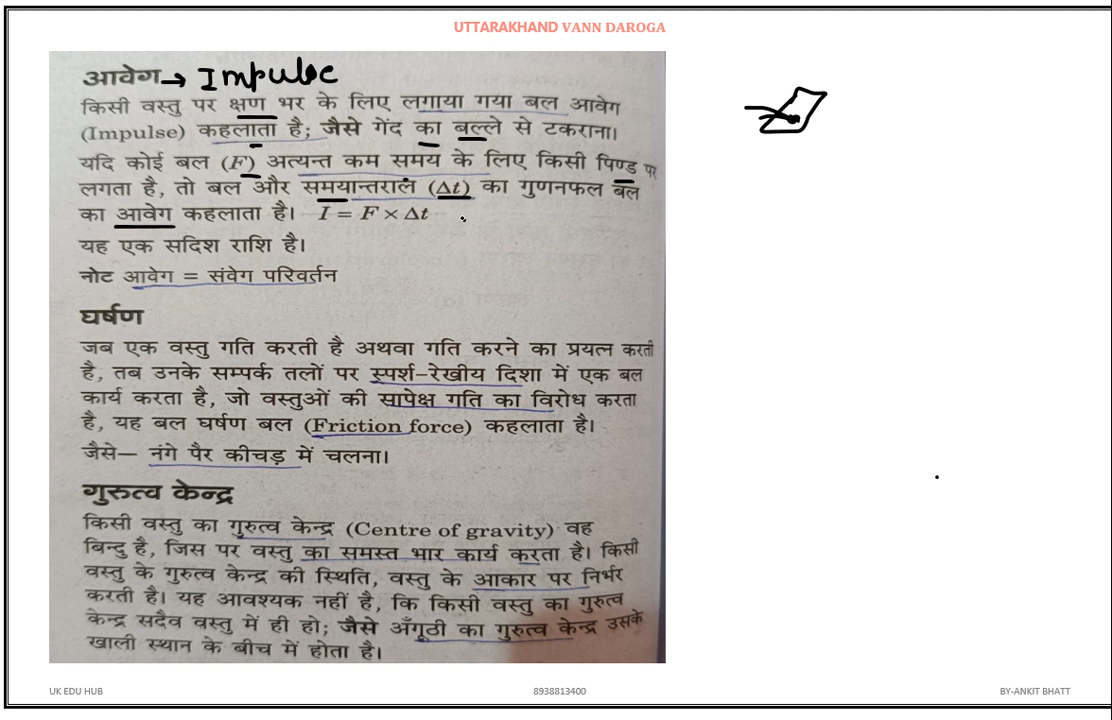 UTTARAKHAND VANN DAROGA
आवेग → Impulse
किसी वस्तु पर क्षण भर के लिए लगाया गया बल आवेग
(Impulse) कहलाता है; जैसे गेंद का बल्ले से टकराना।
यदि कोई बल (F) अत्यन्त कम समय के लिए किसी पिण्ड पर
लगता है, तो बल और समयान्तराल (Δt) का गुणनफल बल
का आवेग कहलाता है। I = F × Δt
यह एक सदिश राशि है।
नोट आवेग = संवेग परिवर्तन
घर्षण
जब एक वस्तु गति करती है अथवा गति करने का प्रयत्न करती
है, तब उनके सम्पर्क तलों पर स्पर्श-रेखीय दिशा में एक बल
कार्य करता है, जो वस्तुओं की सापेक्ष गति का विरोध करता
है, यह बल घर्षण बल (Friction force) कहलाता है।
जैसे— नंगे पैर कीचड़ में चलना।
गुरुत्व केन्द्र
किसी वस्तु का गुरुत्व केन्द्र (Centre of gravity) वह
बिन्दु है, जिस पर वस्तु का समस्त भार कार्य करता है। किसी
वस्तु के गुरुत्व केन्द्र की स्थिति, वस्तु के आकार पर निर्भर
करती है। यह आवश्यक नहीं है, कि किसी वस्तु का गुरुत्व
केन्द्र सदैव वस्तु में ही हो; जैसे अँगूठी का गुरुत्व केन्द्र उसके
खाली स्थान के बीच में होता है।
UK EDU HUB
8938813400
BY-ANKIT BHATT